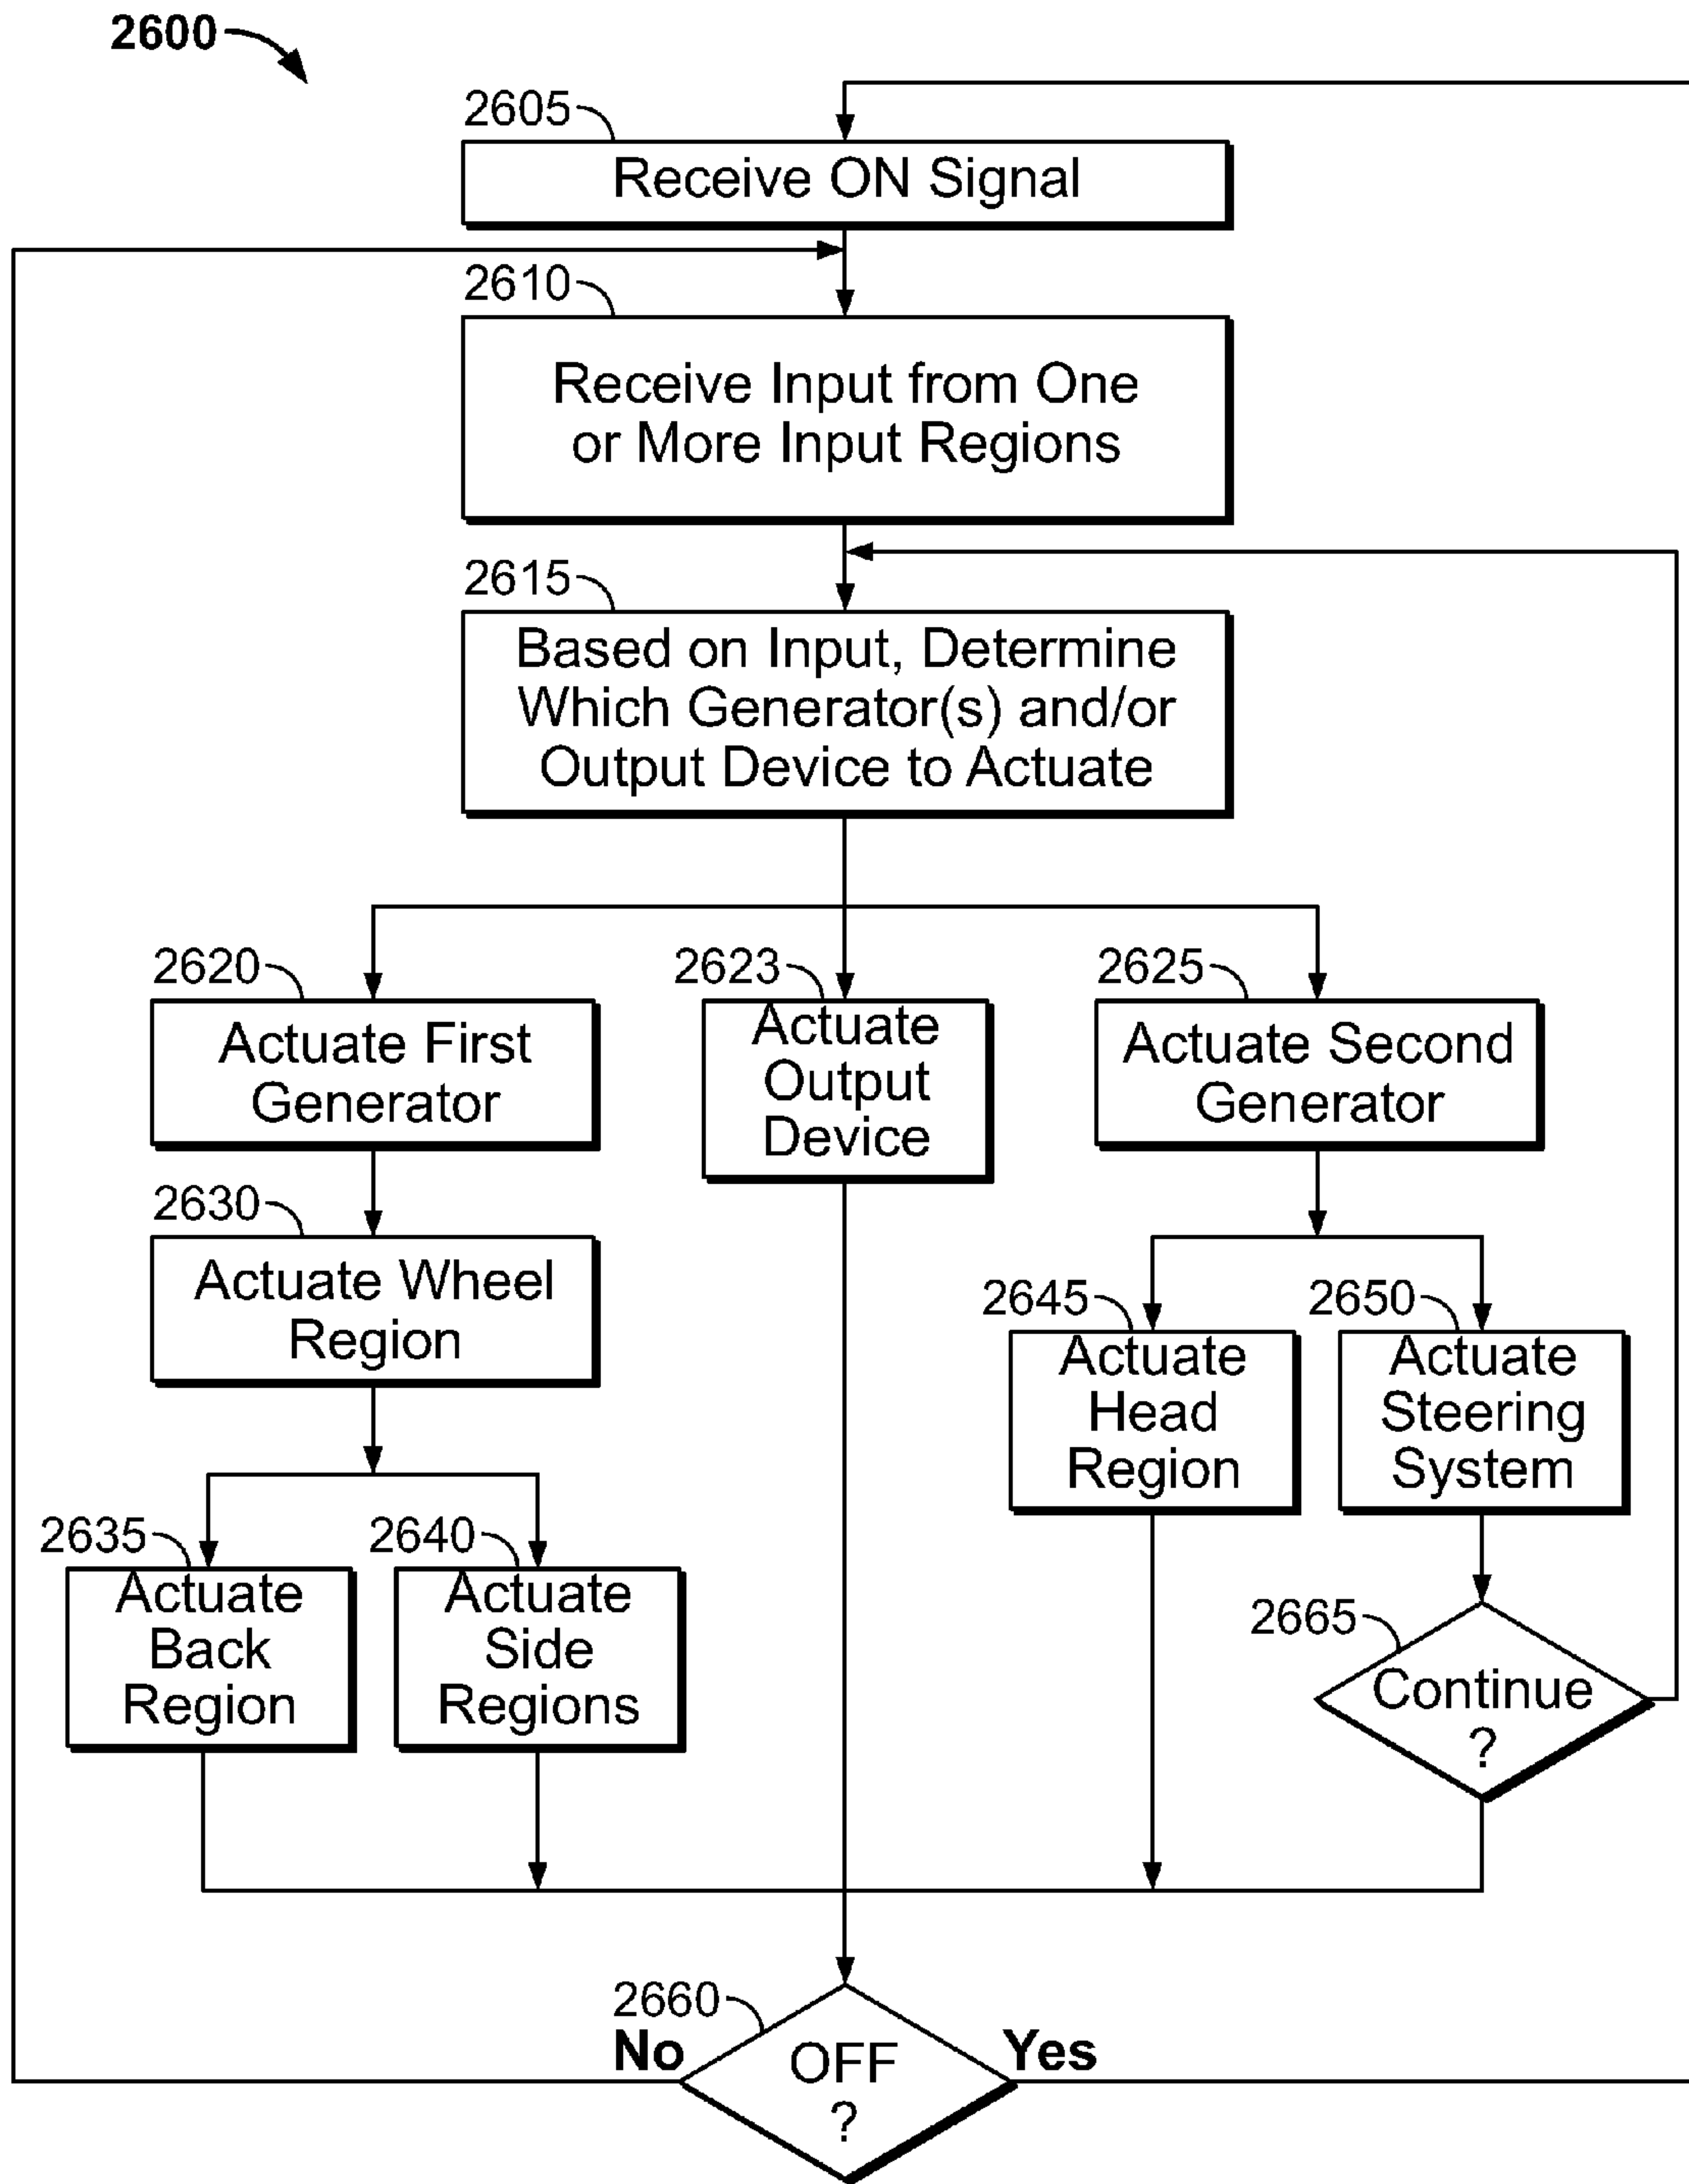 2600
2605
Receive ON Signal
2610
Receive Input from One
or More Input Regions
2615
Based on Input, Determine
Which Generator(s) and/or
Output Device to Actuate
2620
Actuate First
Generator
2623
Actuate
Output
Device
2625
Actuate Second
Generator
2630
Actuate Wheel
Region
2645
Actuate
Head
Region
2650
Actuate
Steering
System
2635
Actuate
Back
Region
2640
Actuate
Side
Regions
2665
Continue
?
2660
No
OFF
?
Yes